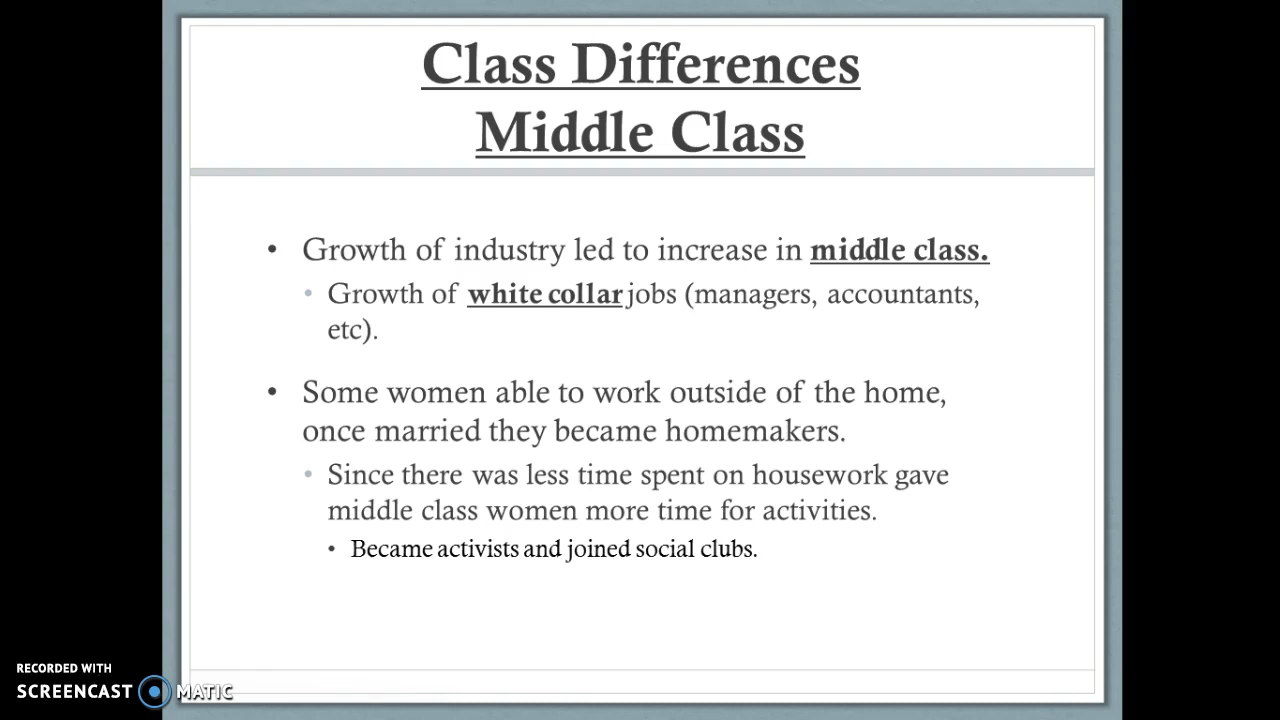 Class Differences
Middle Class
• Growth of industry led to increase in middle class.
• Growth of white collar jobs (managers, accountants,
etc).
• Some women able to work outside of the home,
once married they became homemakers.
• Since there was less time spent on housework gave
middle class women more time for activities.
• Became activists and joined social clubs.
RECORDED WITH
SCREENCAST MATIC